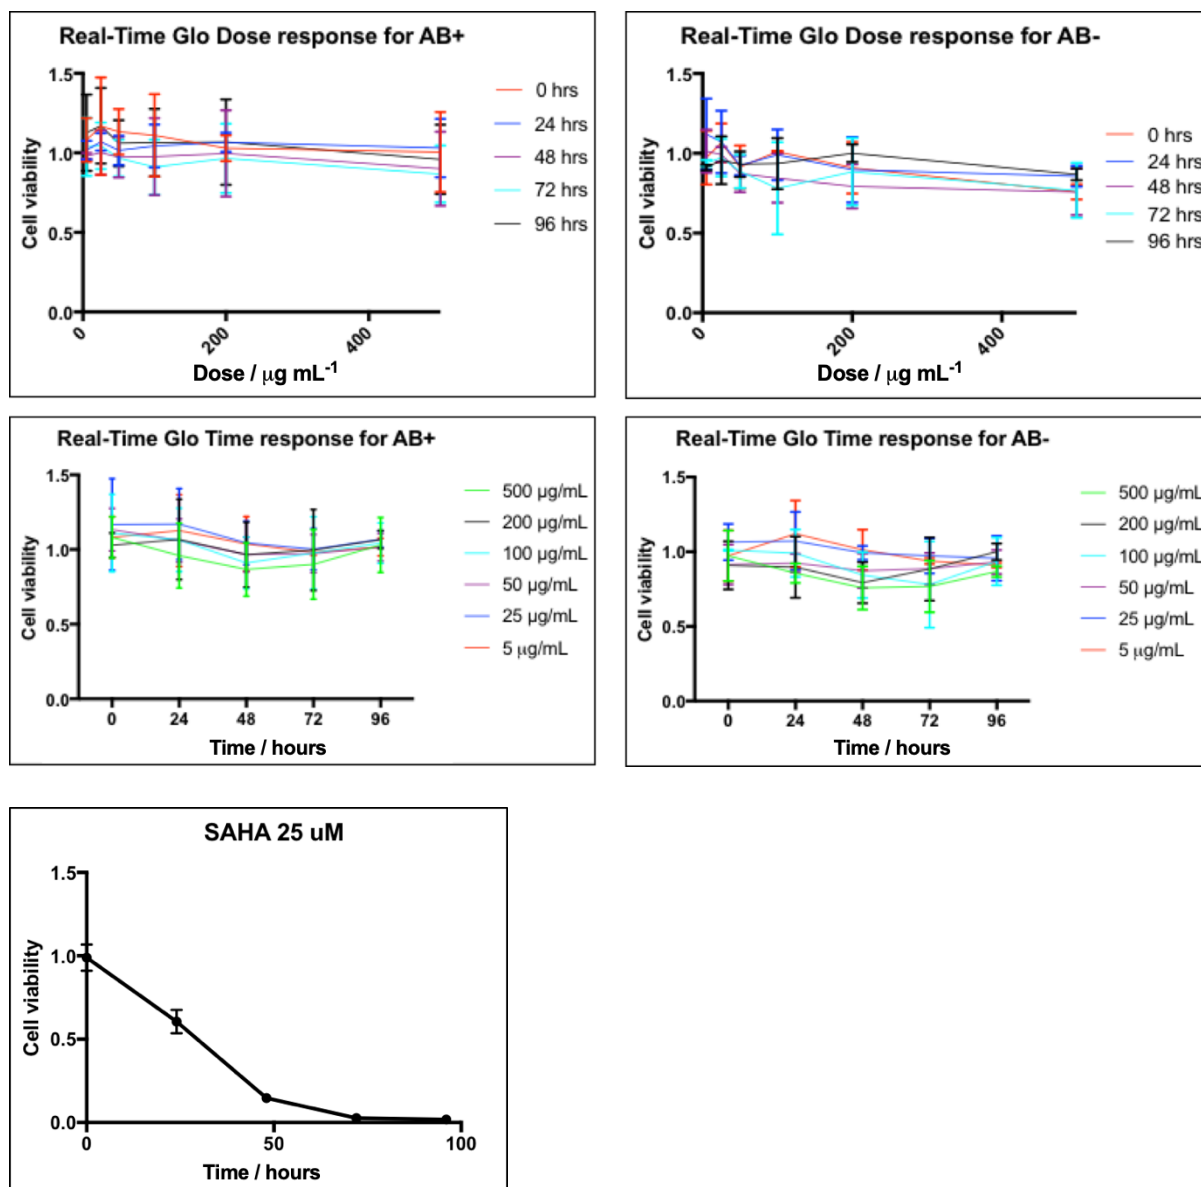 Real-Time Glo Dose response for AB+
1.5
1.0
0.5
0.0
Cell viability
0
200
400
Dose / μg mL-1
0 hrs
24 hrs
48 hrs
72 hrs
96 hrs
Real-Time Glo Dose response for AB-
1.5
1.0
0.5
0.0
Cell viability
0
200
400
Dose / μg mL-1
0 hrs
24 hrs
48 hrs
72 hrs
96 hrs
Real-Time Glo Time response for AB+
1.5
1.0
0.5
0.0
Cell viability
0 24 48 72 96
Time / hours
500 µg/mL
200 µg/mL
100 µg/mL
50 µg/mL
25 µg/mL
5 μg/mL
Real-Time Glo Time response for AB-
1.5
1.0
0.5
0.0
Cell viability
0 24 48 72 96
Time / hours
500 µg/mL
200 µg/mL
100 µg/mL
50 µg/mL
25 µg/mL
5 μg/mL
SAHA 25 uM
1.5
1.0
0.5
0.0
Cell viability
0 50 100
Time / hours